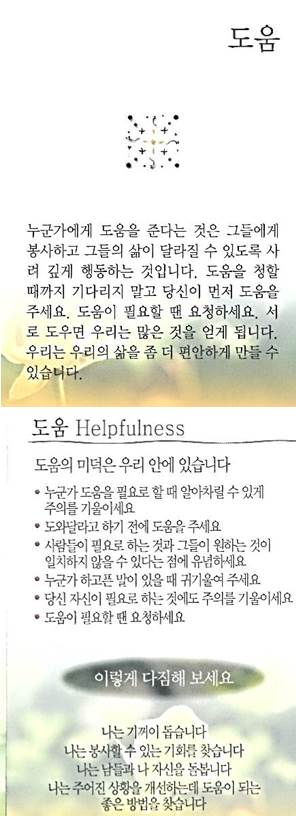 도움
누군가에게 도움을 준다는 것은 그들에게
봉사하고 그들의 삶이 달라질 수 있도록 사
려 깊게 행동하는 것입니다. 도움을 청할
때까지 기다리지 말고 당신이 먼저 도움을
주세요. 도움이 필요할 땐 요청하세요. 서
로 도우면 우리는 많은 것을 얻게 됩니다.
우리는 우리의 삶을 좀 더 편안하게 만들 수
있습니다.
도움 Helpfulness
도움의 미덕은 우리 안에 있습니다
• 누군가 도움을 필요로 할 때 알아차릴 수 있게
주의를 기울이세요
• 도와달라고 하기 전에 도움을 주세요
• 사람들이 필요로 하는 것과 그들이 원하는 것이
일치하지 않을 수 있다는 점에 유념하세요
• 누군가 하고픈 말이 있을 때 귀기울여 주세요
• 당신 자신이 필요로 하는 것에도 주의를 기울이세요
• 도움이 필요할 땐 요청하세요
이렇게 다짐해 보세요
나는 기꺼이 돕습니다
나는 봉사할 수 있는 기회를 찾습니다
나는 남들과 나 자신을 돌봅니다
나는 주어진 상황을 개선하는데 도움이 되는
좋은 방법을 찾습니다